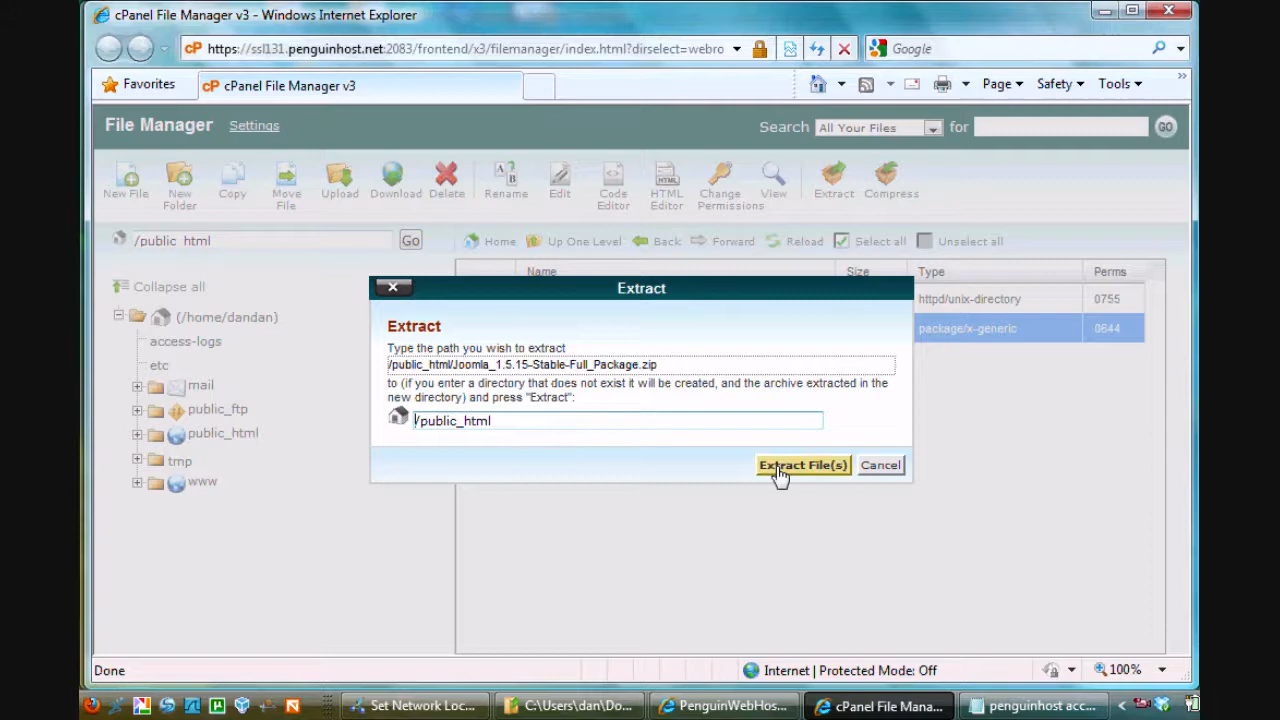 cPanel File Manager v3 - Windows Internet Explorer
https://ssl131.penguinhost.net:2083/frontend/x3/filemanager/index.html?dirselect=webro
Google
Favorites
cPanel File Manager v3
Page
Safety
Tools
File Manager
Settings
Search
All Your Files
for
GO
New File
New Folder
Copy
Move File
Upload
Download
Delete
Rename
Edit
Code Editor
HTML Editor
Change Permissions
View
Extract
Compress
/public_html
Go
Home
Up One Level
Back
Forward
Reload
Select all
Unselect all
Name
Size
Type
Perms
httpd/unix-directory
0755
package/x-generic
0644
Collapse all
(/home/dandan)
access-logs
etc
mail
public_ftp
public_html
tmp
www
Extract
Extract
Type the path you wish to extract
/public_html/Joomla_1.5.15-Stable-Full_Package.zip
to (if you enter a directory that does not exist it will be created, and the archive extracted in the
new directory) and press "Extract":
/public_html
Extract File(s)
Cancel
Done
Internet | Protected Mode: Off
100%
Set Network Loc...
C:\Users\dan\Do...
PenguinWebHos...
cPanel File Mana...
penguinhost acc...